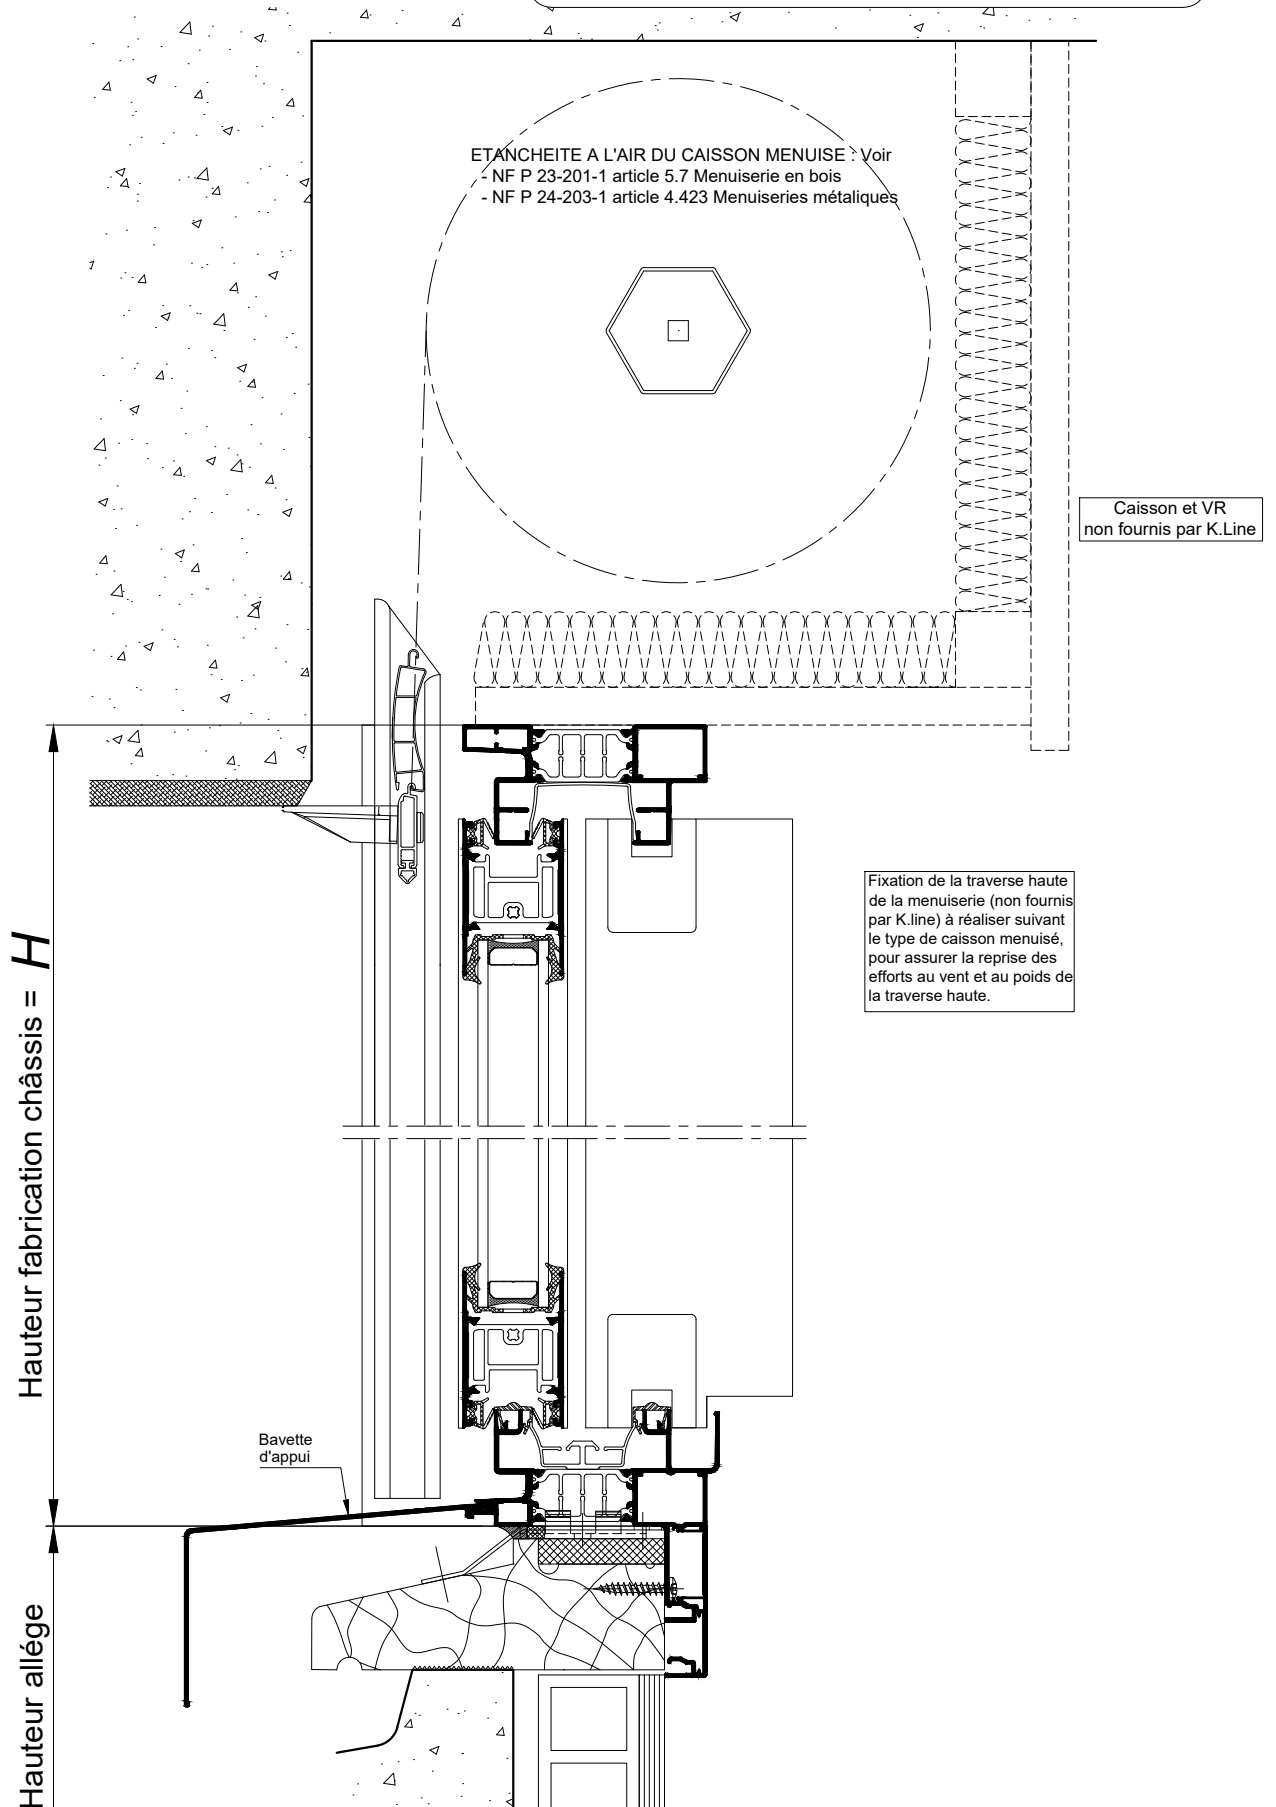 ETANCHEITE A L'AIR DU CAISSON MENUISE : Voir
- NF P 23-201-1 article 5.7 Menuiserie en bois
- NF P 24-203-1 article 4.423 Menuiseries métaliques
Caisson et VR
non fournis par K.Line
Fixation de la traverse haute
de la menuiserie (non fournis
par K.line) à réaliser suivant
le type de caisson menuisé,
pour assurer la reprise des
efforts au vent et au poids de
la traverse haute.
Hauteur fabrication châssis = H
Bavette
d'appui
Hauteur allége